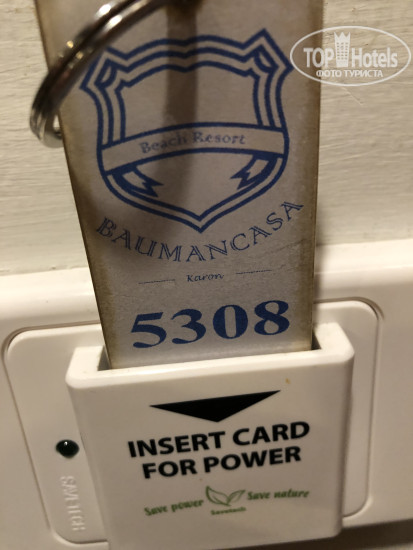 TOP Hotels
ФОТО ТУРИСТА
Beach Resort
BAUMANCASA
Karon
5308
INSERT CARD
FOR POWER
Save power Save nature